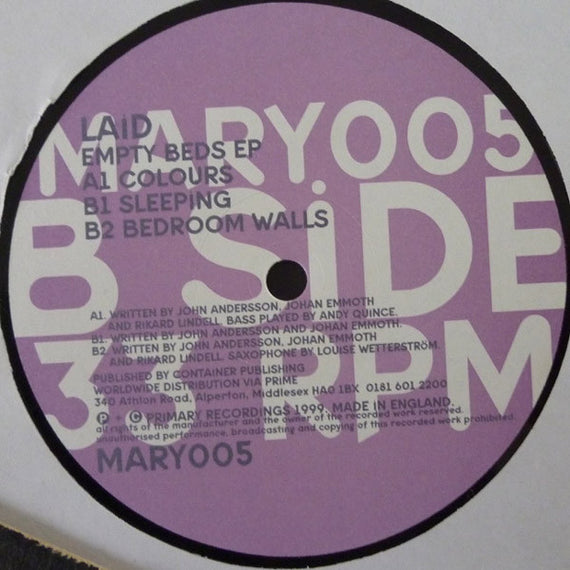 MARY005
B SiDE
33 RPM
LAiD
EMPTY BEDS EP
A1 COLOURS
B1 SLEEPING
B2 BEDROOM WALLS
A1. WRITTEN BY JOHN ANDERSSON, JOHAN EMMOTH
AND RIKARD LINDELL. BASS PLAYED BY ANDY QUINCE.
B1. WRITTEN BY JOHN ANDERSSON AND JOHAN EMMOTH.
B2. WRITTEN BY JOHN ANDERSSON, JOHAN EMMOTH
AND RIKARD LINDELL. SAXOPHONE BY LOUISE WETTERSTRÖM.
PUBLISHED BY CONTAINER PUBLISHING
WORLDWIDE DISTRIBUTION VIA PRIME
340 Athlon Road, Alperton, Middlesex HA0 1BX 0181 601 2200
℗ + © PRIMARY RECORDINGS 1999. MADE IN ENGLAND.
all rights of the manufacturer and the owner of the recorded work reserved.
unauthorised performance, broadcasting and copying of this recorded work prohibited.
MARY005